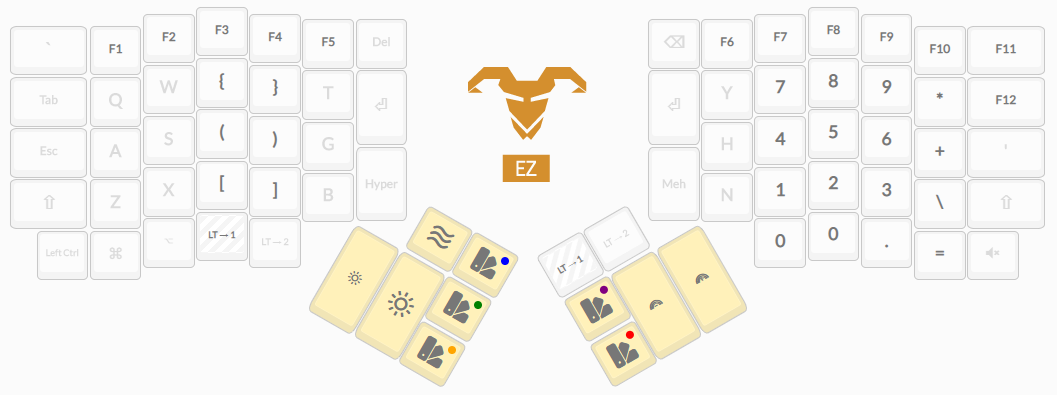 ` F1 F2 F3 F4 F5 Del ⌫ F6 F7 F8 F9 F10 F11
Tab Q W { } T ⏎ ⏎ Y 7 8 9 * F12
Esc A S ( ) G H 4 5 6 + '
⇧ Z X [ ] B Hyper Meh N 1 2 3 \ ⇧
Left Ctrl ⌘ ⌥ LT→1 LT→2 0 0 . =
EZ
LT→1 LT→2